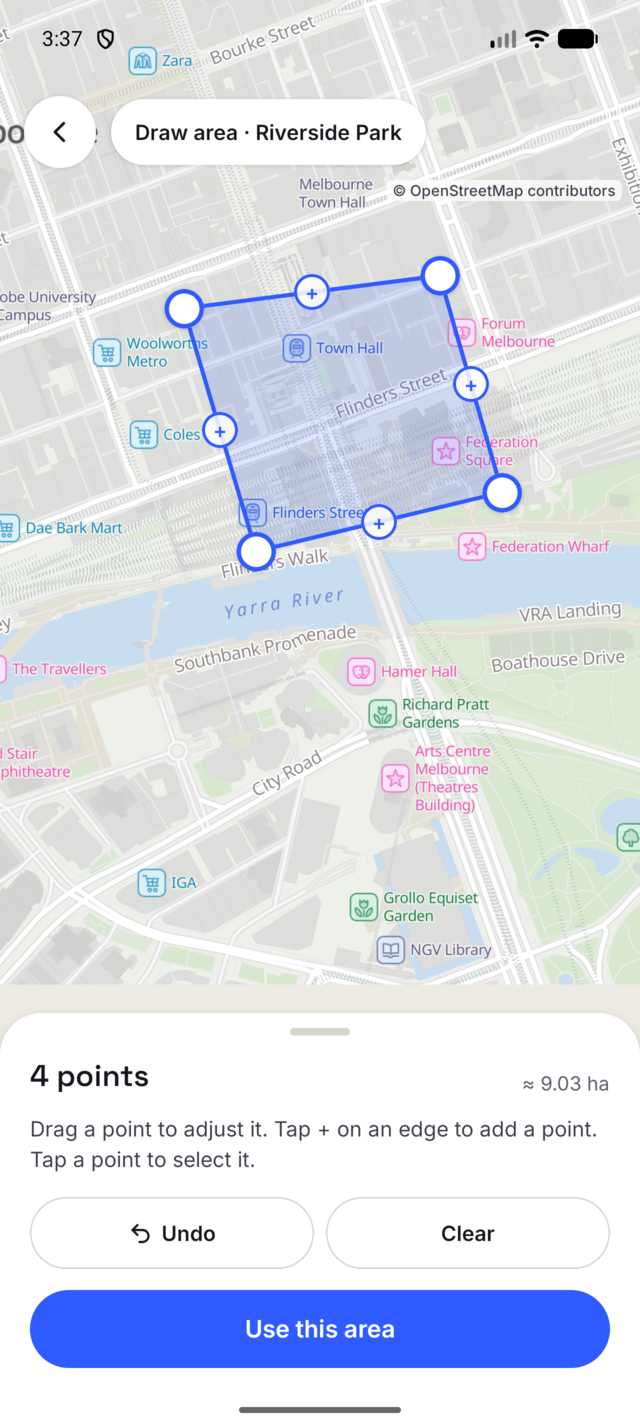 3:37
Zara
Bourke Street
Draw area · Riverside Park
Melbourne
Town Hall
© OpenStreetMap contributors
Campus
Woolworths
Metro
Town Hall
Forum
Melbourne
Flinders Street
Coles
Federation
Square
Flinders Stree
Dae Bark Mart
Flinders Walk
Federation Wharf
Yarra River
VRA Landing
Southbank Promenade
Boathouse Drive
The Travellers
Hamer Hall
Richard Pratt
Gardens
Stair
phitheatre
Arts Centre
Melbourne
(Theatres
Building)
City Road
IGA
Grollo Equiset
Garden
NGV Library
4 points
≈ 9.03 ha
Drag a point to adjust it. Tap + on an edge to add a point.
Tap a point to select it.
Undo
Clear
Use this area